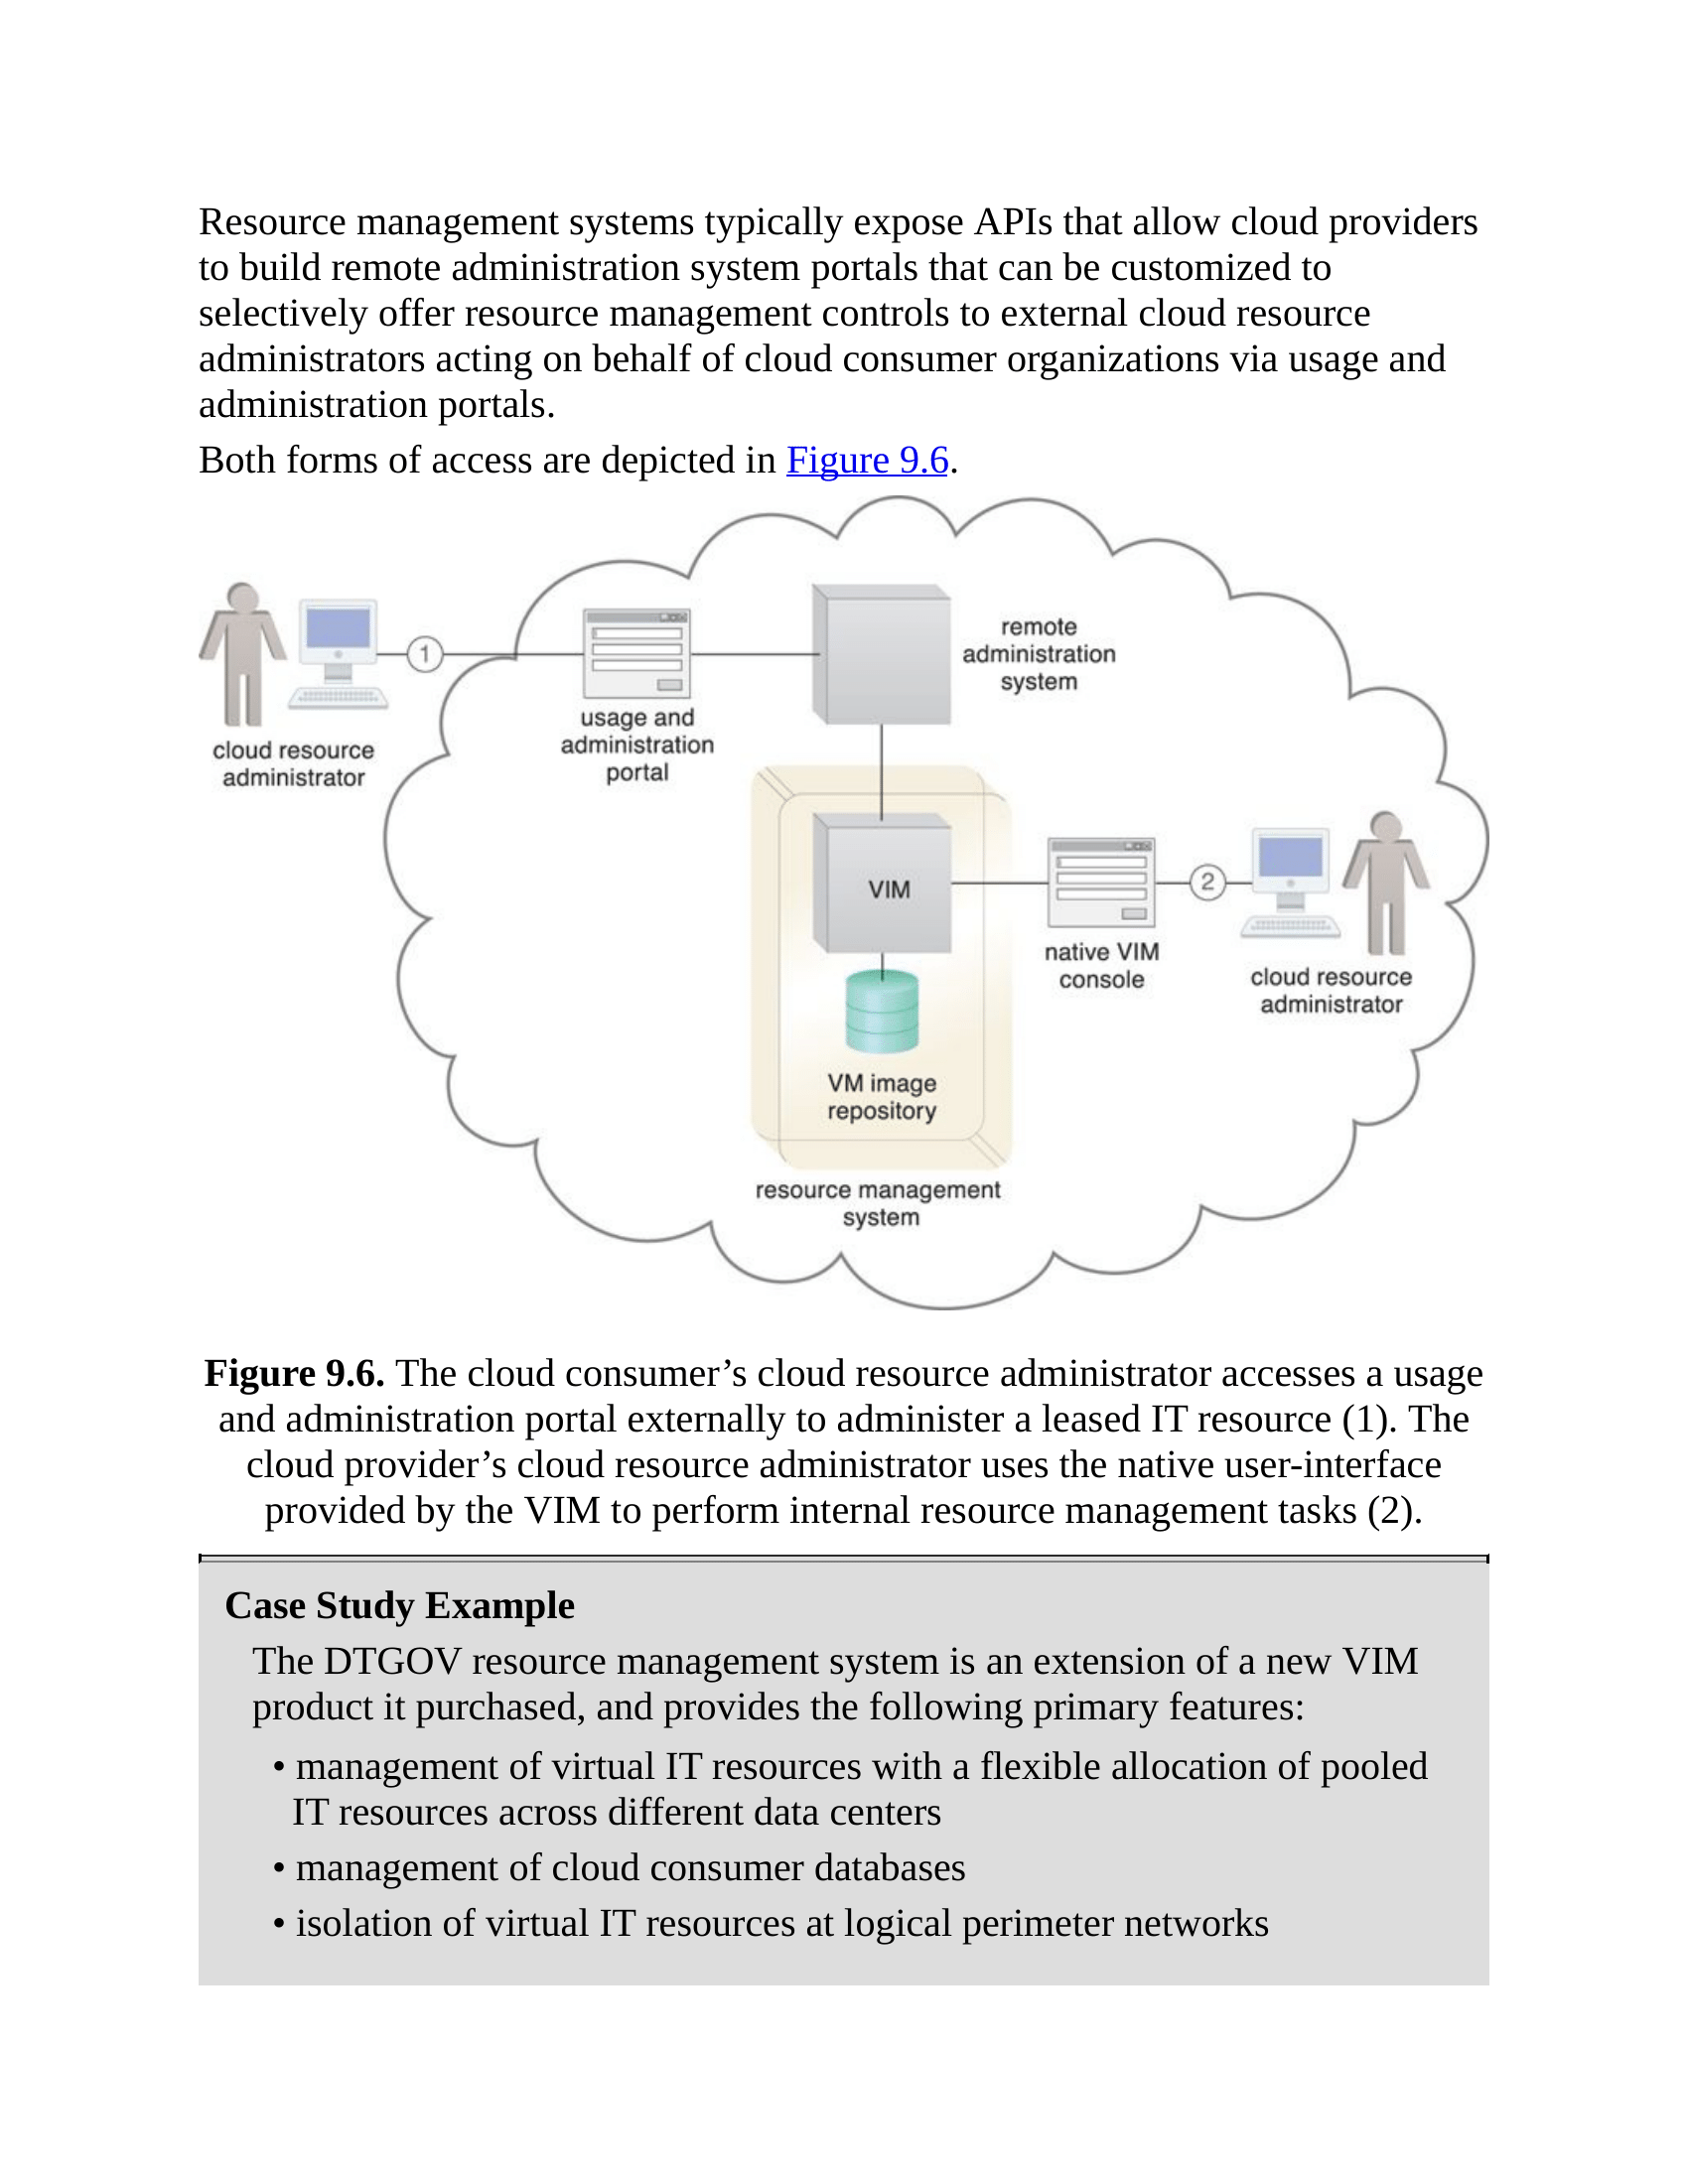 Resource management systems typically expose APIs that allow cloud providers
to build remote administration system portals that can be customized to
selectively offer resource management controls to external cloud resource
administrators acting on behalf of cloud consumer organizations via usage and
administration portals.
Both forms of access are depicted in Figure 9.6.
1
cloud resource
administrator
usage and
administration
portal
remote
administration
system
VIM
native VIM
console
2
cloud resource
administrator
VM image
repository
resource management
system
Figure 9.6. The cloud consumer’s cloud resource administrator accesses a usage
and administration portal externally to administer a leased IT resource (1). The
cloud provider’s cloud resource administrator uses the native user-interface
provided by the VIM to perform internal resource management tasks (2).
Case Study Example
The DTGOV resource management system is an extension of a new VIM
product it purchased, and provides the following primary features:
• management of virtual IT resources with a flexible allocation of pooled
IT resources across different data centers
• management of cloud consumer databases
• isolation of virtual IT resources at logical perimeter networks